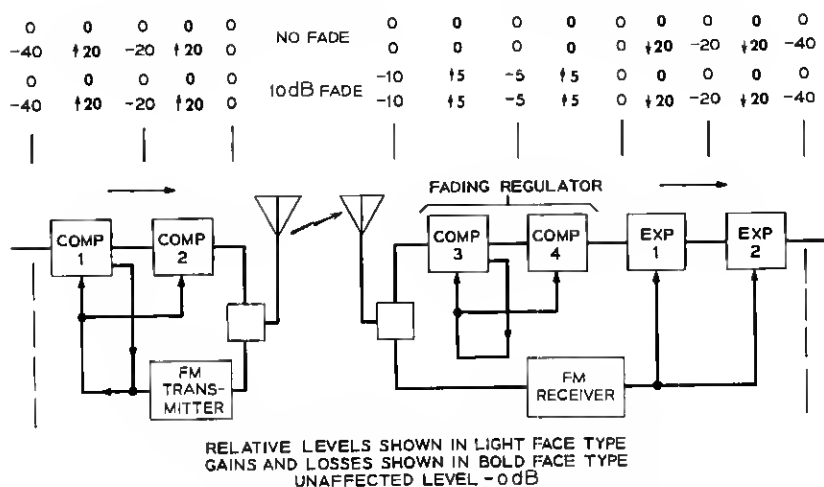 0 0 0 0 0 NO FADE 0 0 0 0 0 0 0 0 0
-40 ↑20 -20 ↑20 0 0 0 0 0 0 ↓20 -20 ↓20 -40
0 0 0 0 0 10dB FADE -10 ↑5 -5 ↑5 0 0 0 0 0
-40 ↑20 -20 ↑20 0 -10 ↑5 -5 ↑5 0 ↓20 -20 ↓20 -40
FADING REGULATOR
COMP 1
COMP 2
COMP 3
COMP 4
EXP 1
EXP 2
FM TRANS-
MITTER
FM
RECEIVER
RELATIVE LEVELS SHOWN IN LIGHT FACE TYPE
GAINS AND LOSSES SHOWN IN BOLD FACE TYPE
UNAFFECTED LEVEL -0dB